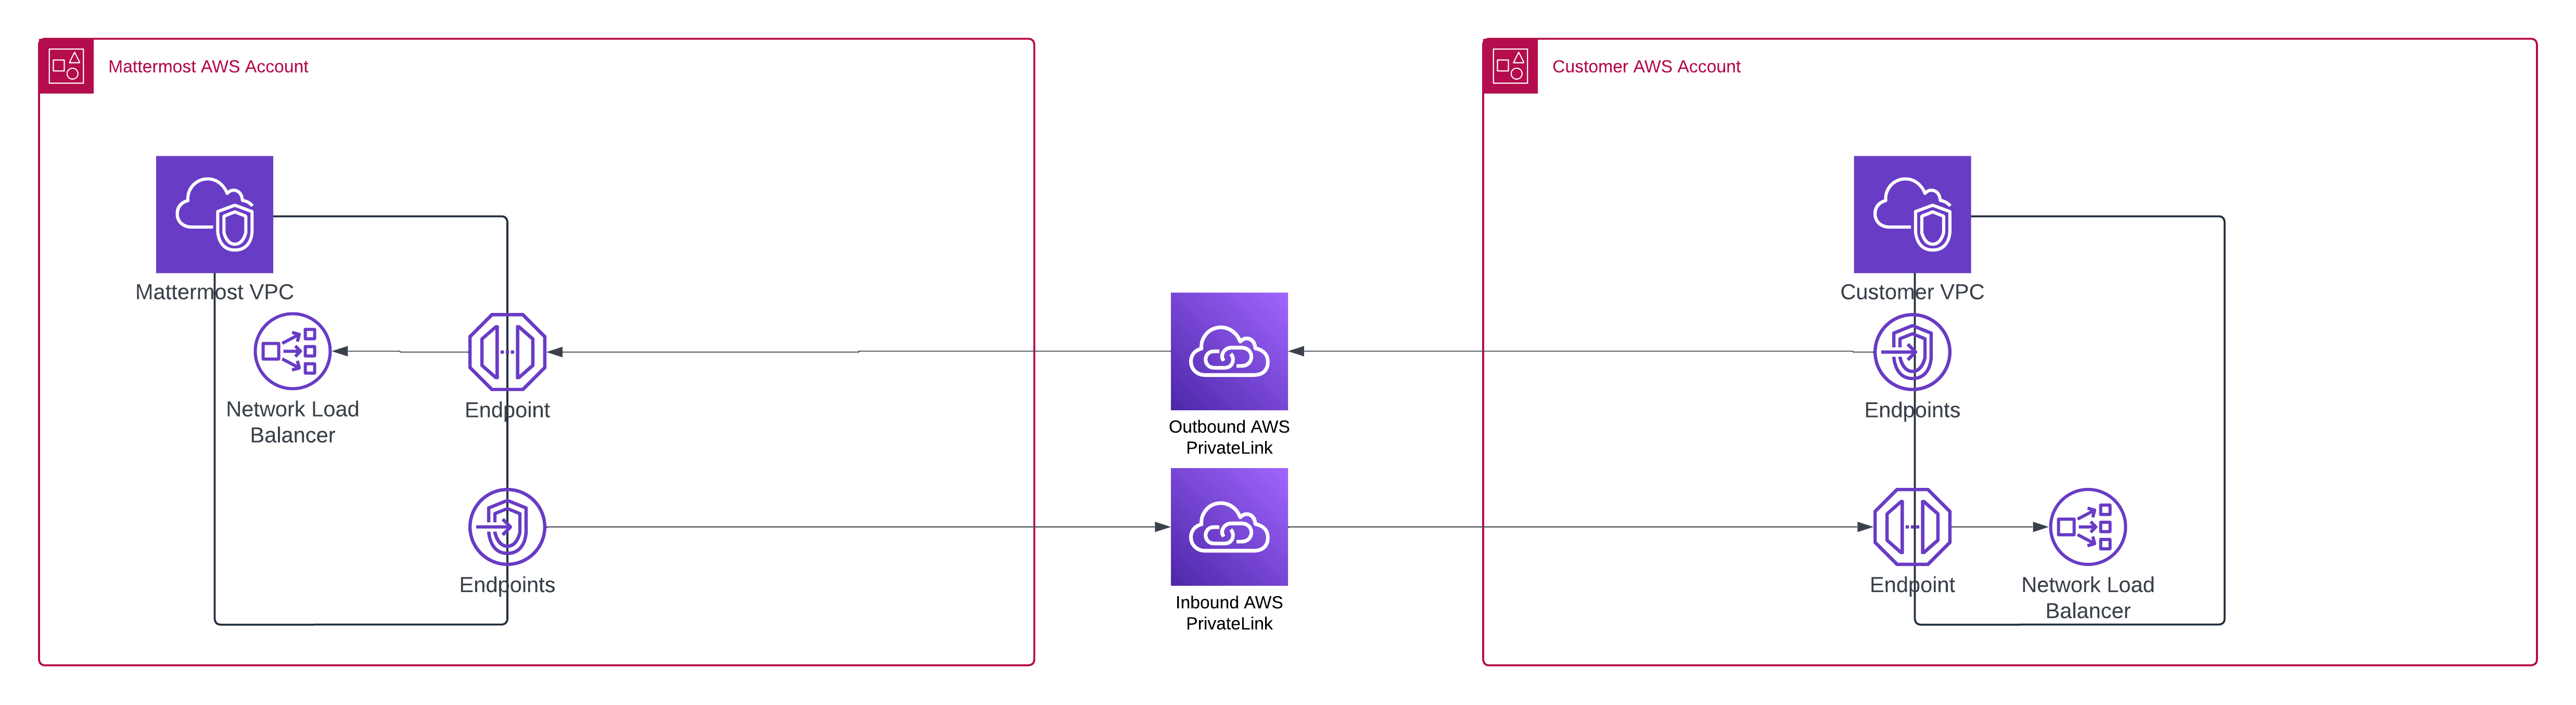 Mattermost AWS Account
Customer AWS Account
Mattermost VPC
Customer VPC
Network Load
Balancer
Endpoint
Outbound AWS
PrivateLink
Endpoints
Endpoints
Inbound AWS
PrivateLink
Endpoint
Network Load
Balancer